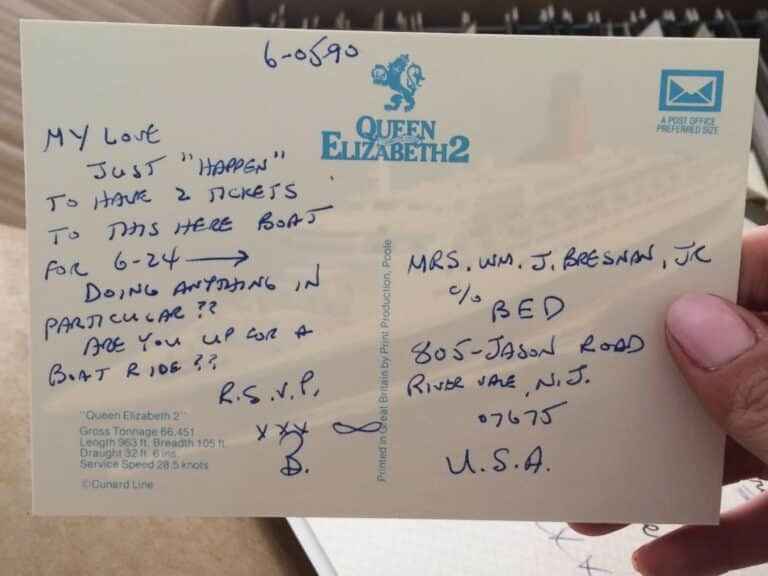 6-0590
QUEEN
ELIZABETH 2
A POST OFFICE
PREFERRED SIZE
MY LOVE
JUST "HAPPEN"
TO HAVE 2 TICKETS
TO THIS HERE BOAT
FOR 6-24 →
DOING ANYTHING IN
PARTICULAR??
ARE YOU UP FOR A
BOAT RIDE??
R.S.V.P.
xxx ∞
B.
"Queen Elizabeth 2"
Gross Tonnage 66,451
Length 963 ft. Breadth 105 ft.
Draught 32 ft. 6 ins.
Service Speed 28.5 knots
©Cunard Line
Printed in Great Britain by Print Production, Poole
MRS. WM. J. BRESNAN, JR
c/o BED
805-JASON ROAD
RIVER VALE, N.J.
07675
U.S.A.